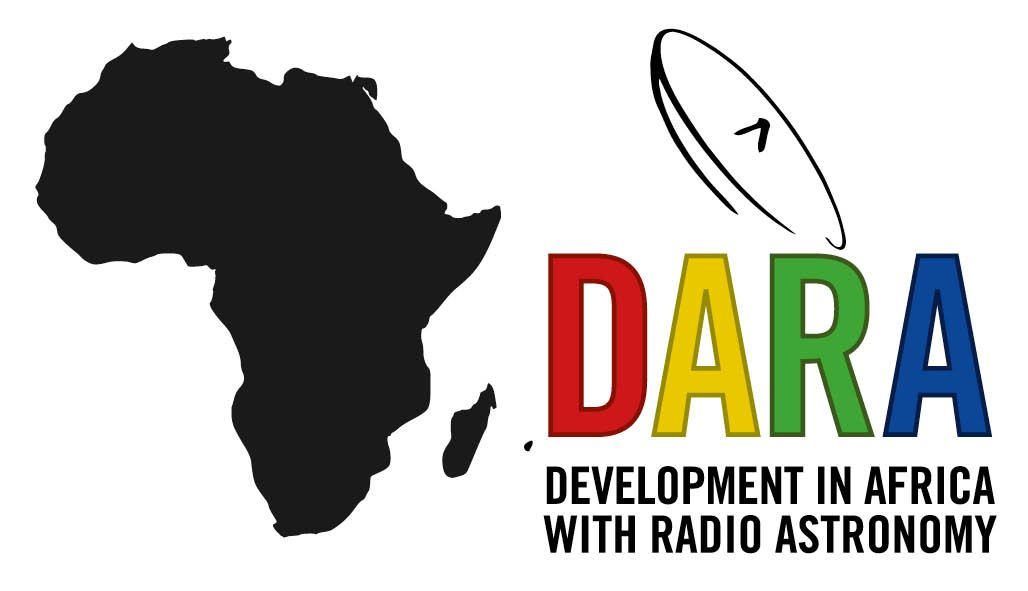 DARA
DEVELOPMENT IN AFRICA
WITH RADIO ASTRONOMY